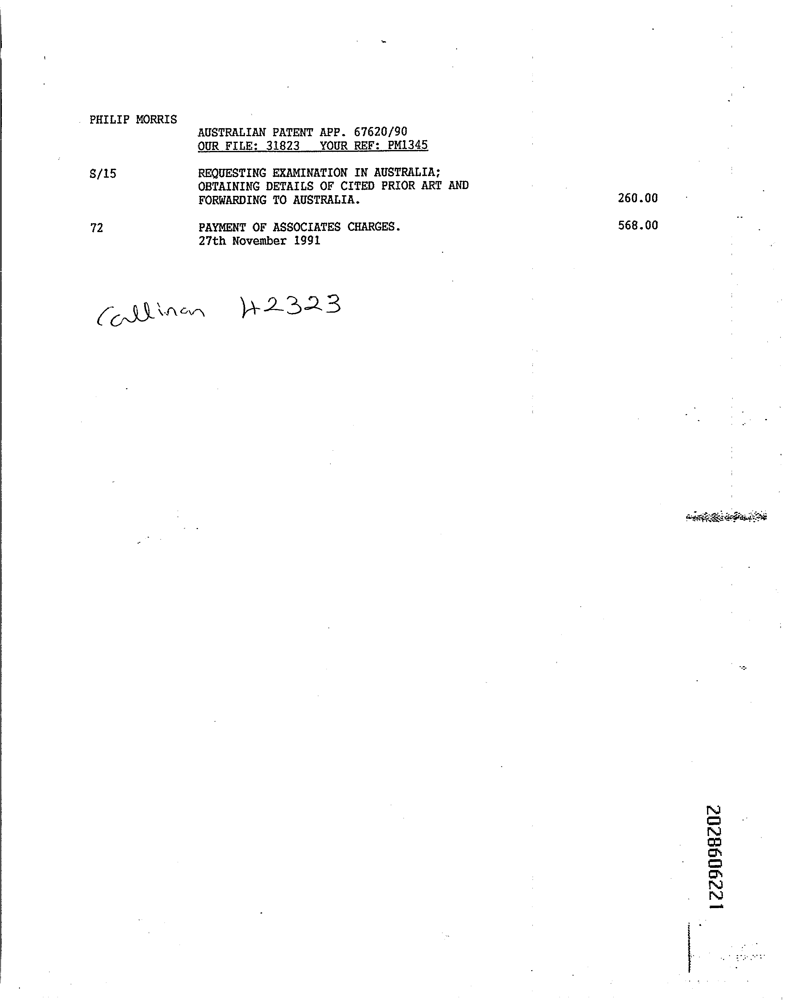 PHILIP MORRIS
AUSTRALIAN PATENT APP. 67620/90
OUR FILE: 31823 YOUR REF: PM1345
S/15 REQUESTING EXAMINATION IN AUSTRALIA;
OBTAINING DETAILS OF CITED PRIOR ART AND
FORWARDING TO AUSTRALIA. 260.00
72 PAYMENT OF ASSOCIATES CHARGES. 568.00
27th November 1991
Callinan H2323
2028606221